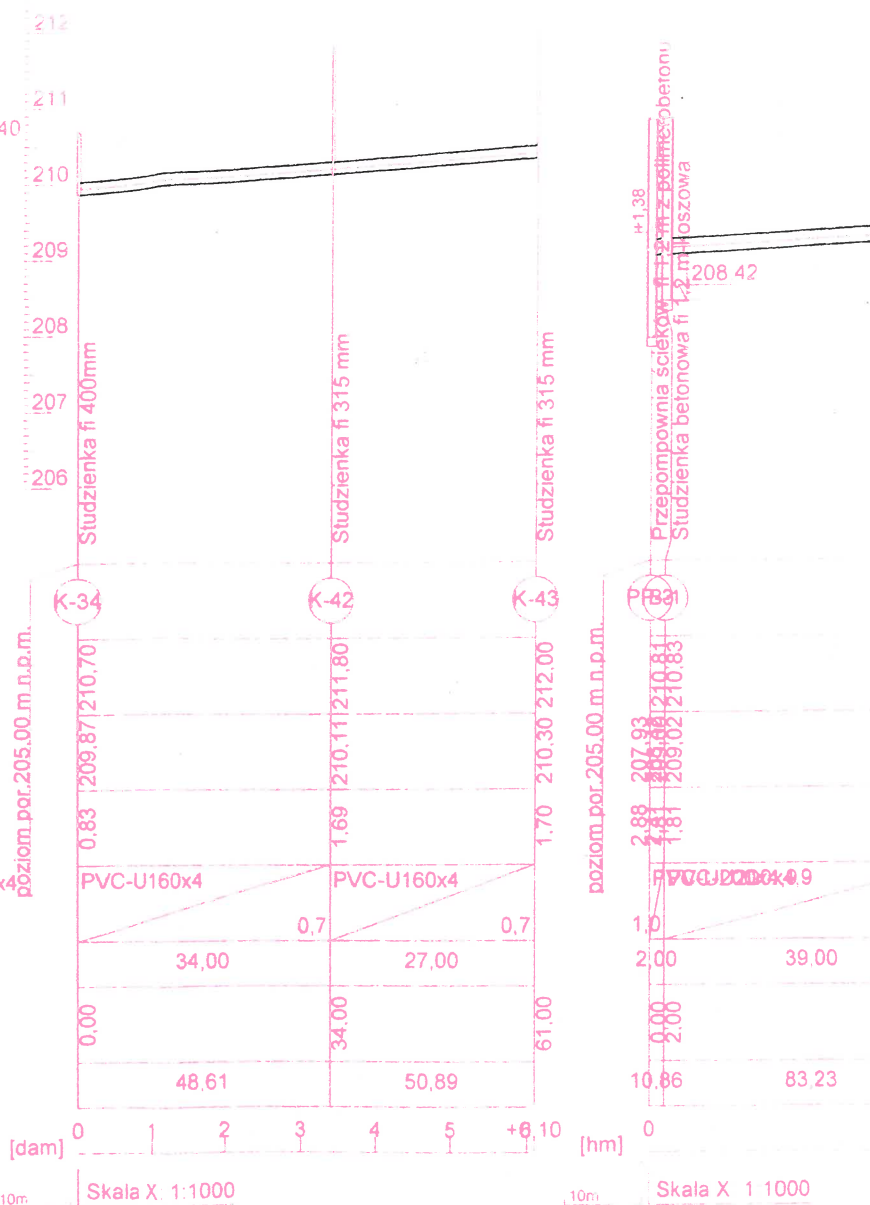 212
211
40
210
209
208
207
206
Studzienka fi 400mm
Studzienka fi 315 mm
Studzienka fi 315 mm
+1,38
Przepompownia ścieków fi 1,2 m z polimerobetonu
Studzienka betonowa fi 1,2 m koszowa
208 42
K-34
K-42
K-43
poziom por.205.00 m n.p.m.
210,70
211,80
212.00
209,87
210.11
210.30
0,83
1,69
1.70
x4
PVC-U160x4
PVC-U160x4
0,7
0,7
34,00
27,00
0,00
34.00
61,00
48,61
50,89
[dam]
0
1
2
3
4
5
10m
Skala X: 1:1000
poziom por.205.00 m n.p.m.
210.81
210.83
207,93
209,02
2,88
1,81
1,0
2,00
39,00
0.00
2.00
10,86
83,23
[hm]
0
10m
Skala X 1 1000